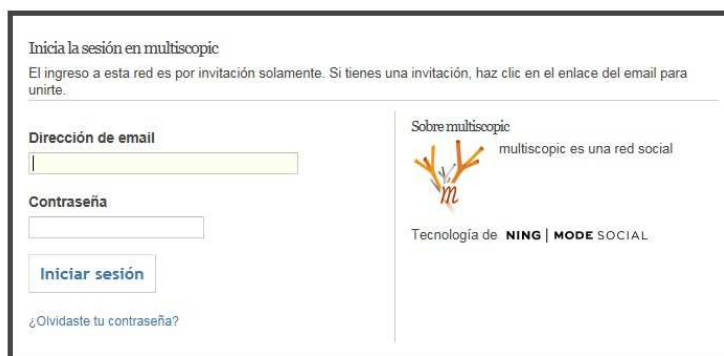 Inicia la sesión en multiscopic
El ingreso a esta red es por invitación solamente. Si tienes una invitación, haz clic en el enlace del email para
unirte.
Dirección de email
Contraseña
Iniciar sesión
¿Olvidaste tu contraseña?
Sobre multiscopic
m
multiscopic es una red social
Tecnología de NING | MODE SOCIAL